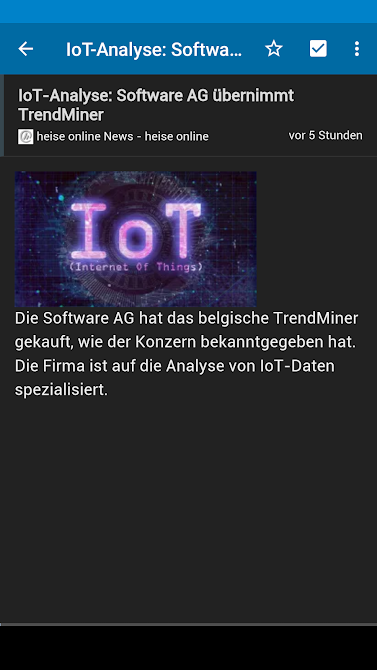 IoT-Analyse: Softwa...
IoT-Analyse: Software AG übernimmt
TrendMiner
heise online News - heise online
vor 5 Stunden
IoT
(Internet Of Things)
Die Software AG hat das belgische TrendMiner
gekauft, wie der Konzern bekanntgegeben hat.
Die Firma ist auf die Analyse von IoT-Daten
spezialisiert.